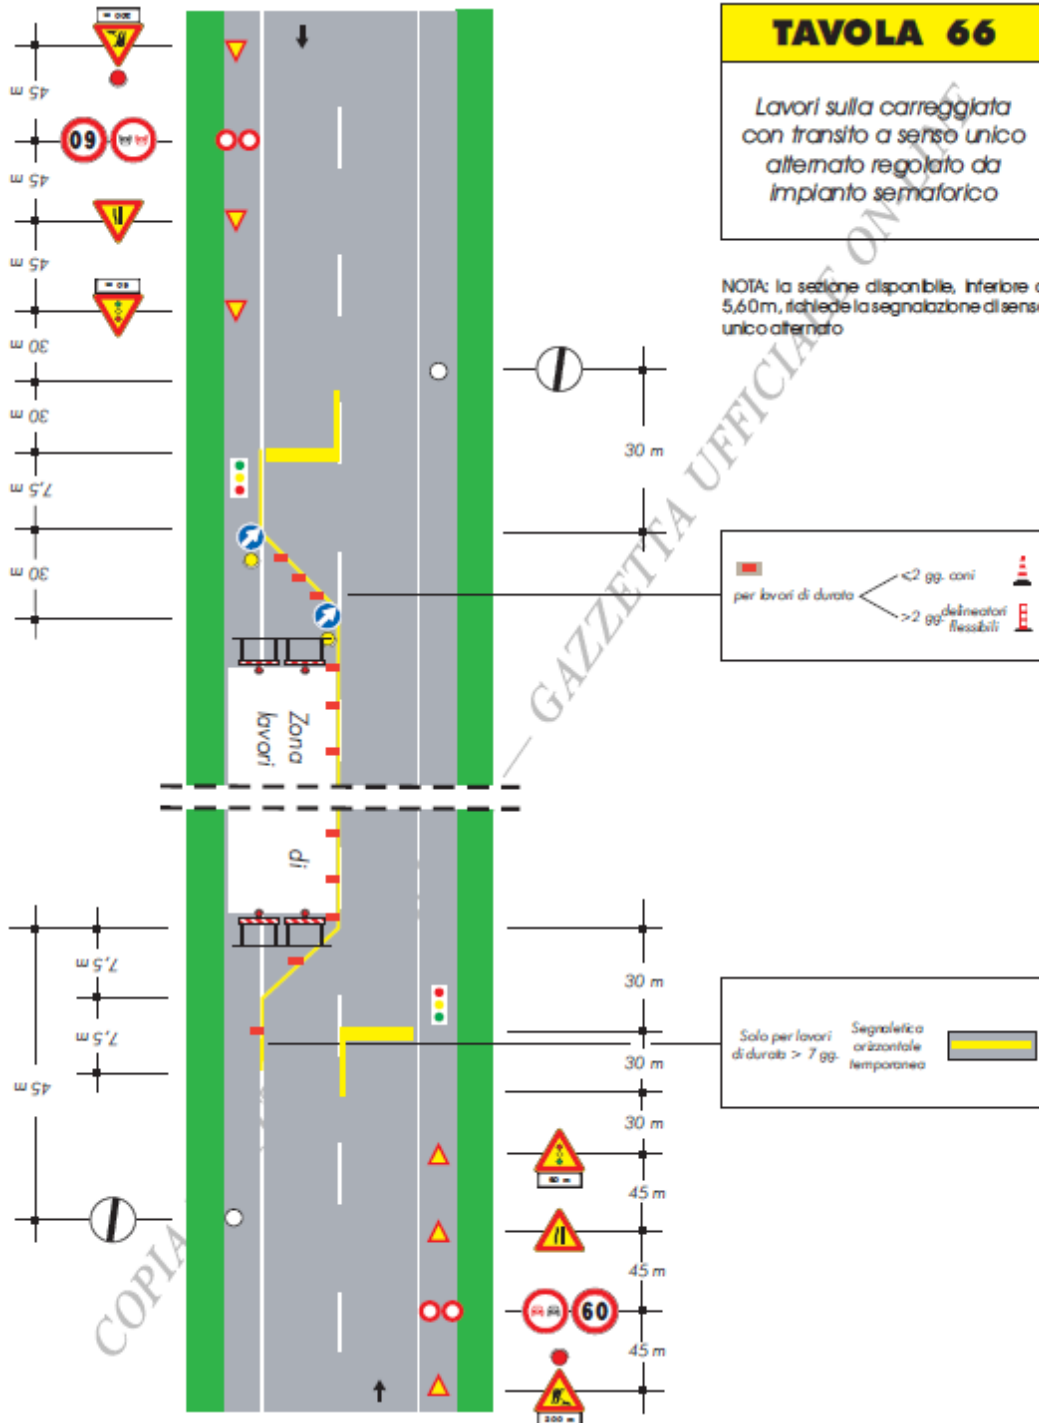 TAVOLA 66
Lavori sulla carreggiata
con transito a senso unico
alternato regolato da
impianto semaforico
NOTA: la sezione disponibile, inferiore a
5,60m, richiede la segnalazione di senso
unico alternato
45 m
60
45 m
45 m
30 m
30 m
7,5 m
30 m
30 m
per lavori di durata
<2 gg. coni
>2 gg. delineatori
flessibili
Zona
lavori
di
7,5 m
7,5 m
45 m
30 m
30 m
30 m
Solo per lavori
di durata > 7 gg.
Segnaletica
orizzontale
temporanea
60 m
45 m
45 m
60
45 m
200 m
COPIA
— GAZZETTA UFFICIALE ON-LINE